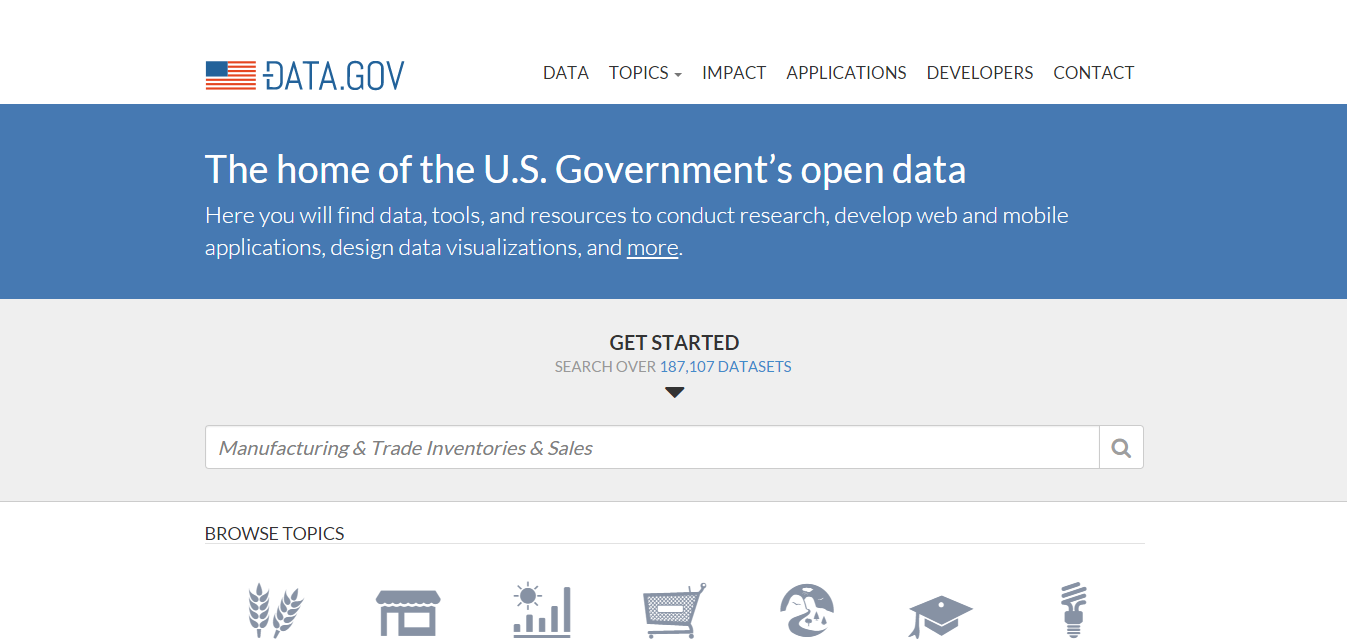 DATA.GOV
DATA TOPICS IMPACT APPLICATIONS DEVELOPERS CONTACT
The home of the U.S. Government’s open data
Here you will find data, tools, and resources to conduct research, develop web and mobile
applications, design data visualizations, and more.
GET STARTED
SEARCH OVER 187,107 DATASETS
Manufacturing & Trade Inventories & Sales
BROWSE TOPICS